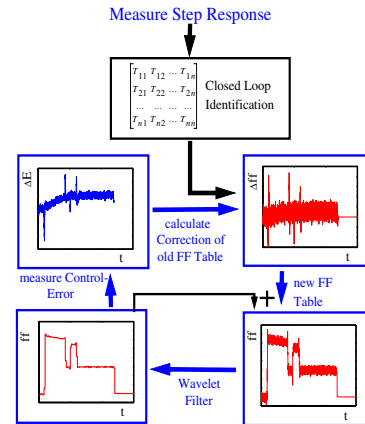 Measure Step Response
T11 T12 ... T1n
T21 T22 ... T2n
... ... ... ...
Tn1 Tn2 ... Tnn
Closed Loop
Identification
ΔE
t
calculate
Correction of
old FF Table
Δff
t
measure Control-
Error
new FF
Table
+
ff
t
Wavelet
Filter
ff
t